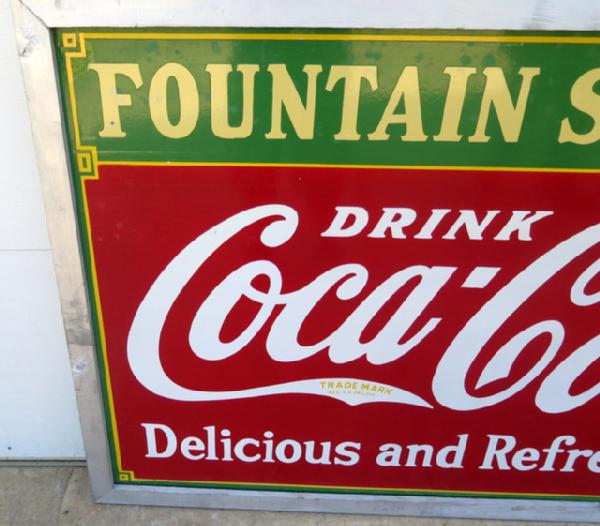 FOUNTAIN S
DRINK
Coca-Co
TRADE MARK
Delicious and Refre